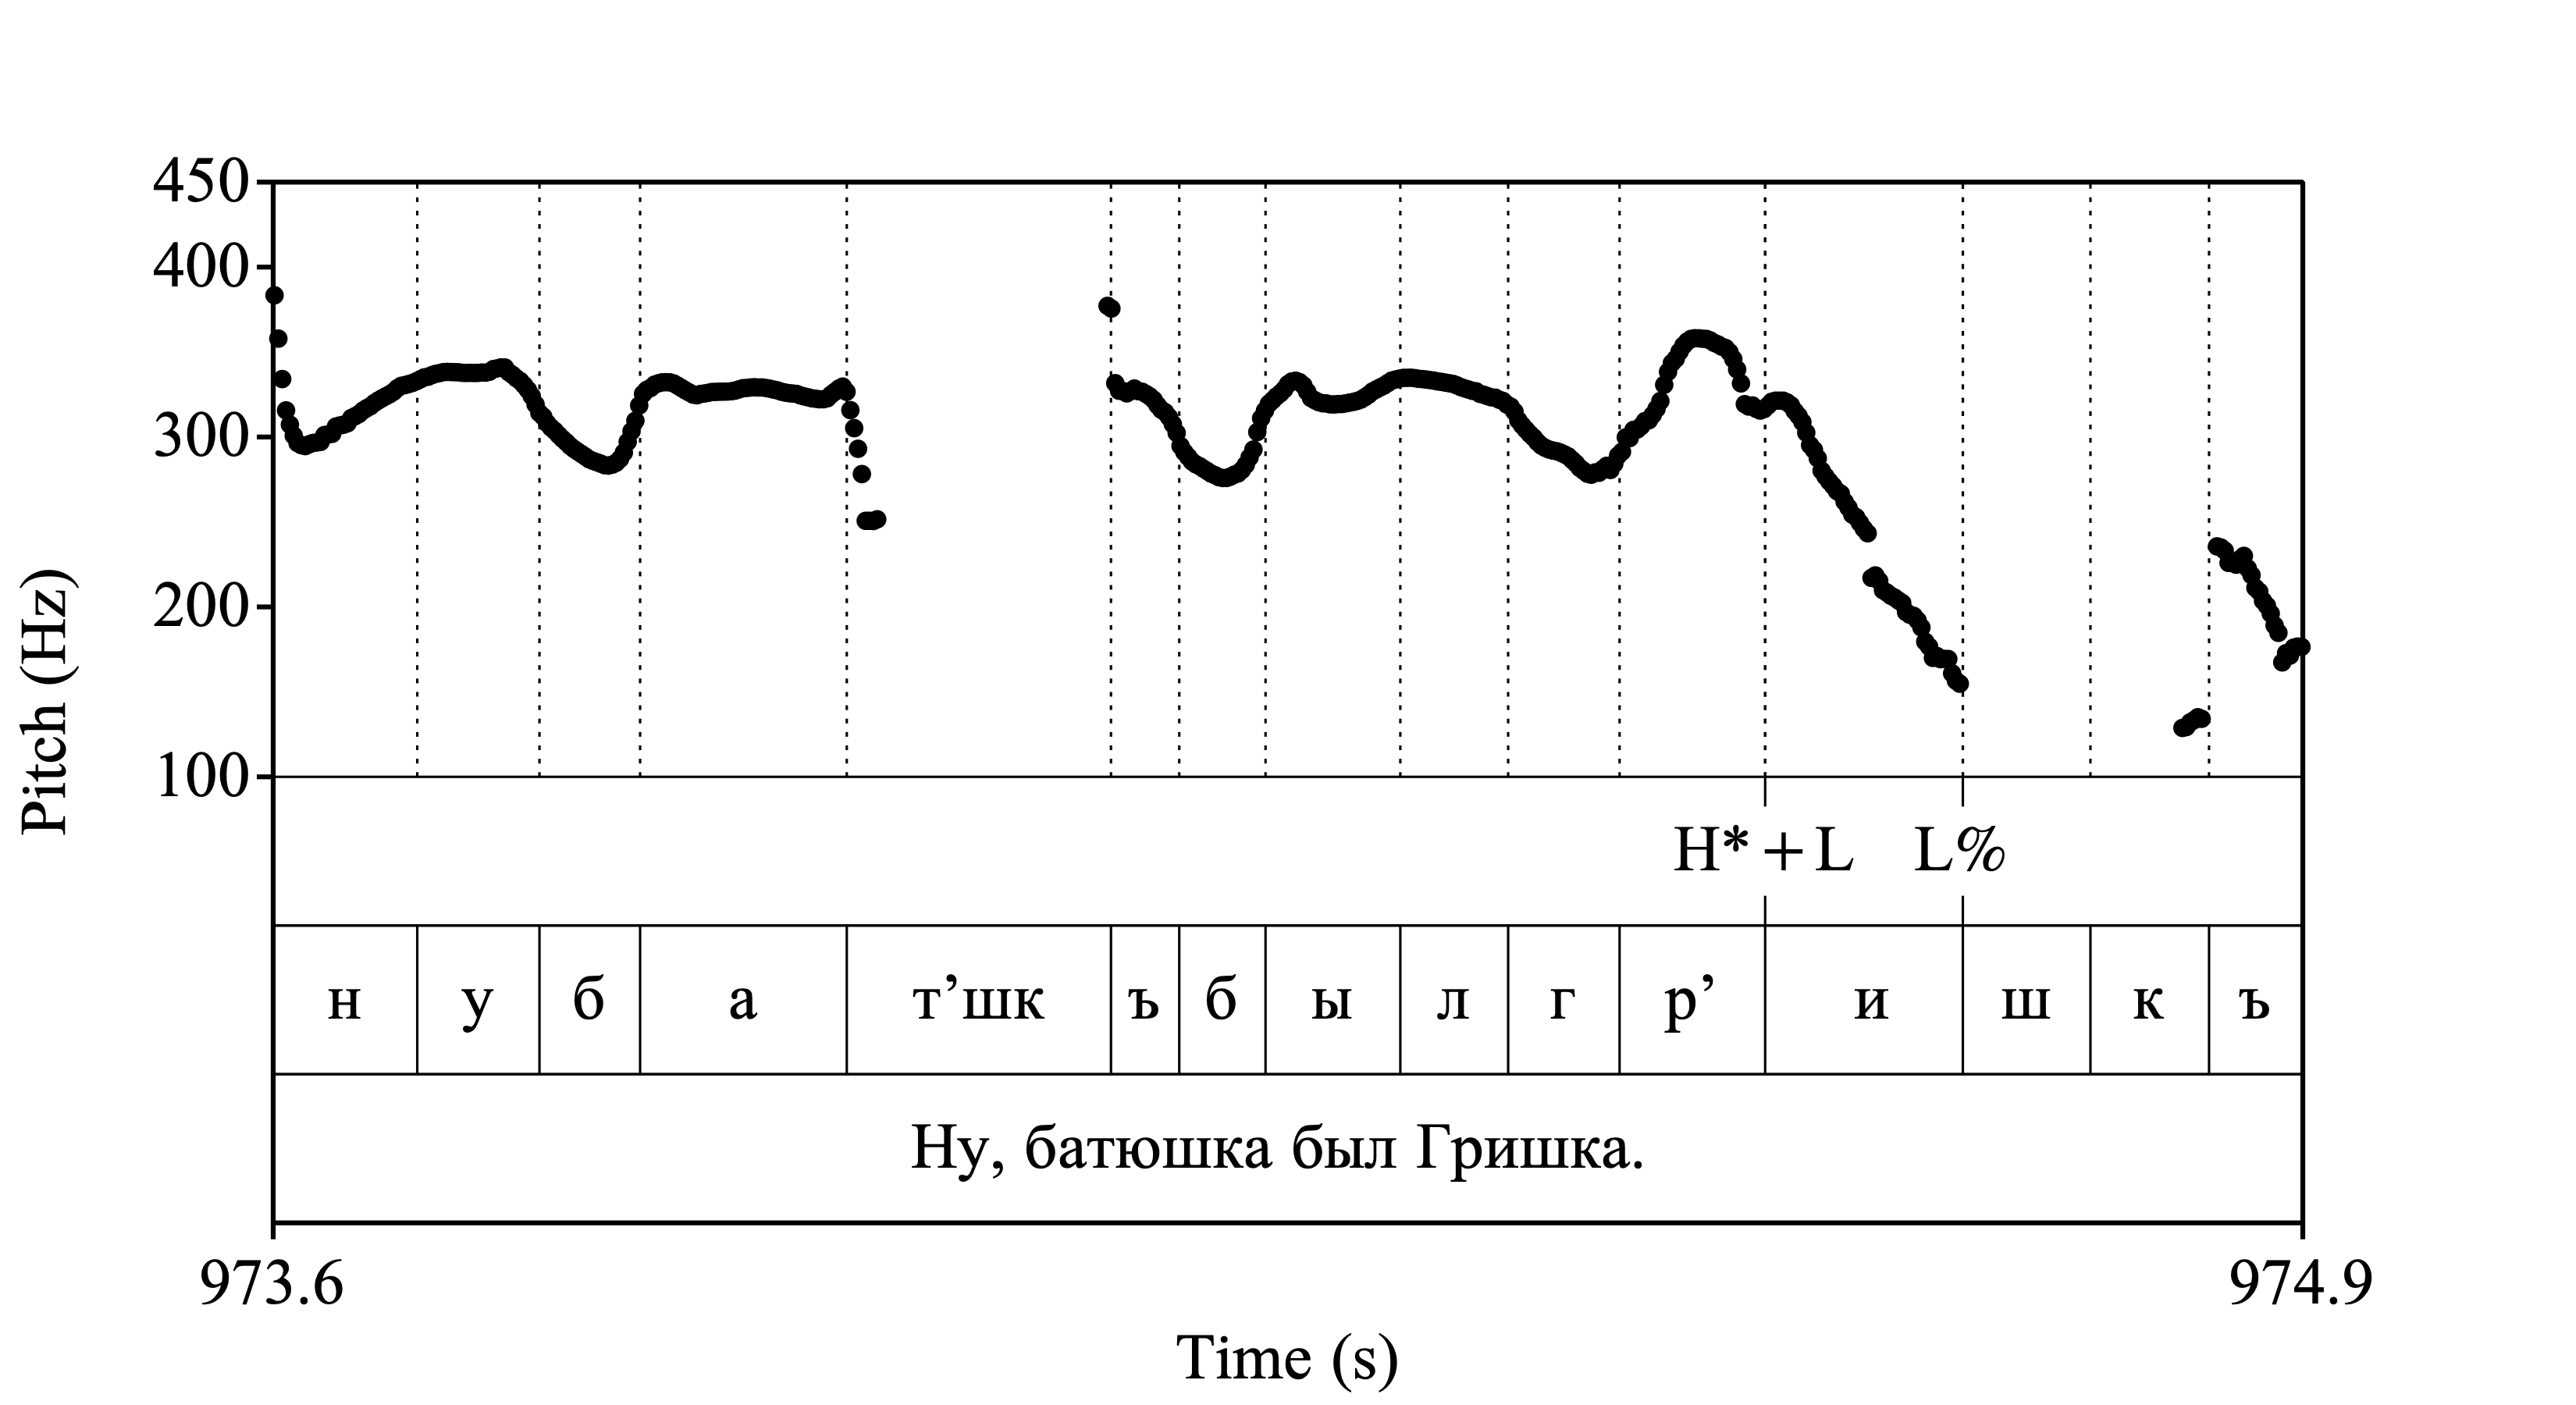 450
400
300
200
100
Pitch (Hz)
H*+L L%
н у б а т’шк ъ б ы л г р’ и ш к ъ
Ну, батюшка был Гришка.
973.6 974.9
Time (s)